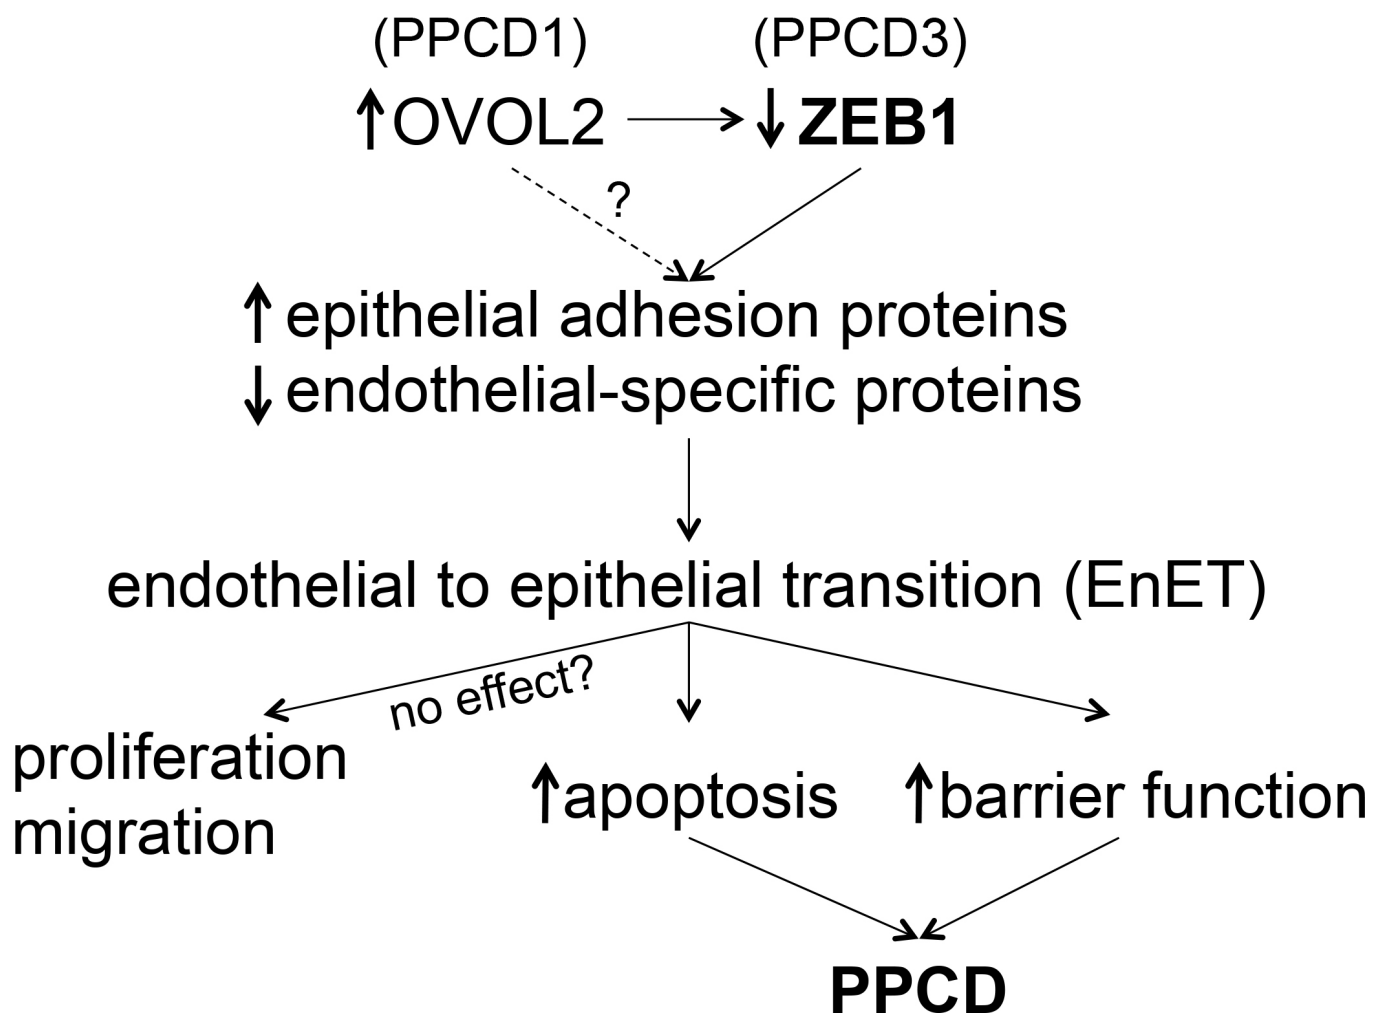 (PPCD1) (PPCD3)
↑OVOL2 → ↓ZEB1
?
↑epithelial adhesion proteins
↓endothelial-specific proteins
endothelial to epithelial transition (EnET)
no effect?
proliferation
migration
↑apoptosis ↑barrier function
PPCD